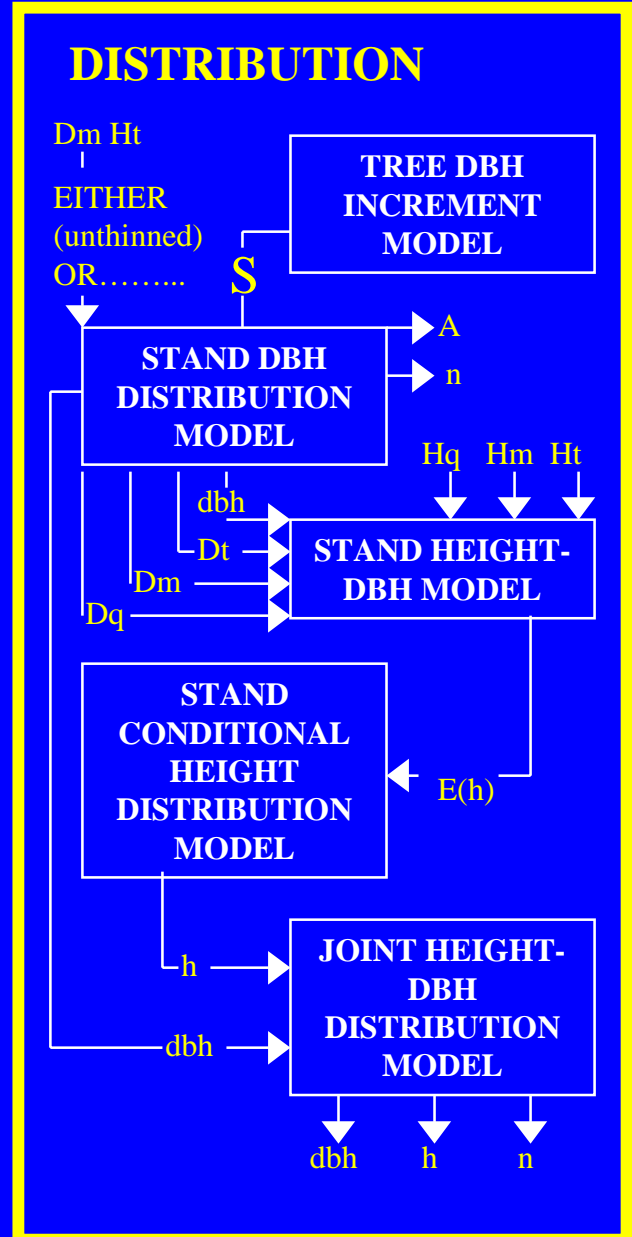 DISTRIBUTION
Dm Ht
EITHER
(unthinned)
OR……...
TREE DBH
INCREMENT
MODEL
S
STAND DBH
DISTRIBUTION
MODEL
A
n
Hq Hm Ht
dbh
Dt
Dm
Dq
STAND HEIGHT-
DBH MODEL
STAND
CONDITIONAL
HEIGHT
DISTRIBUTION
MODEL
E(h)
h
dbh
JOINT HEIGHT-
DBH
DISTRIBUTION
MODEL
dbh h n